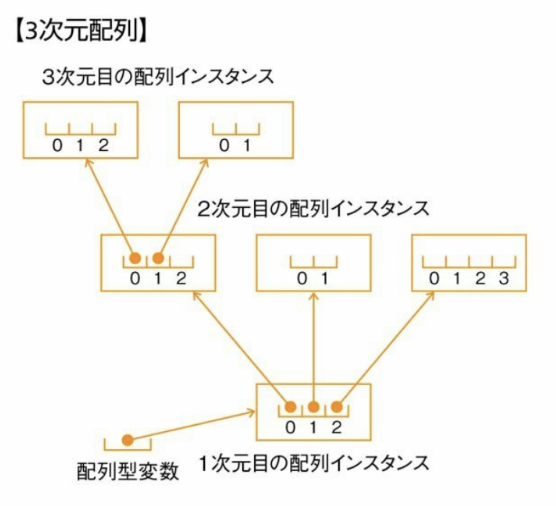 【3次元配列】
3次元目の配列インスタンス
0 1 2
0 1
2次元目の配列インスタンス
0 1 2
0 1
0 1 2 3
0 1 2
配列型変数
1次元目の配列インスタンス